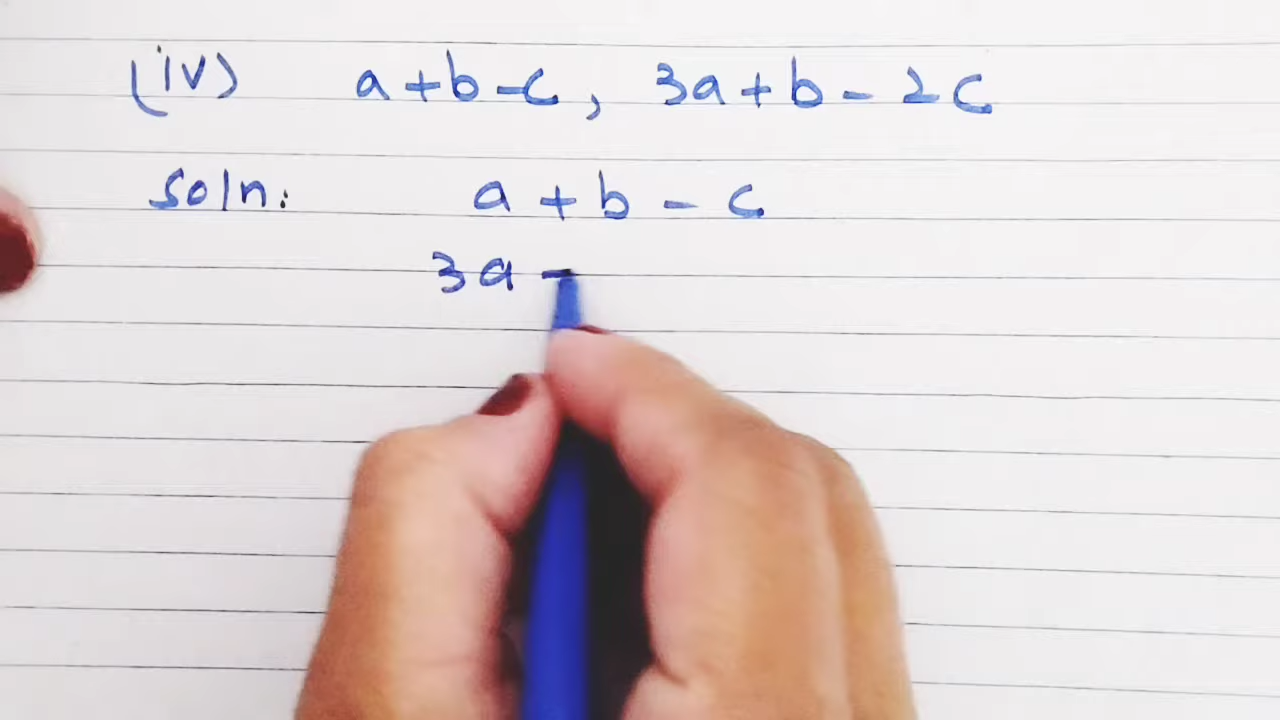 (iv) a + b - c, 3a + b - 2c
Soln: a + b - c
3a -